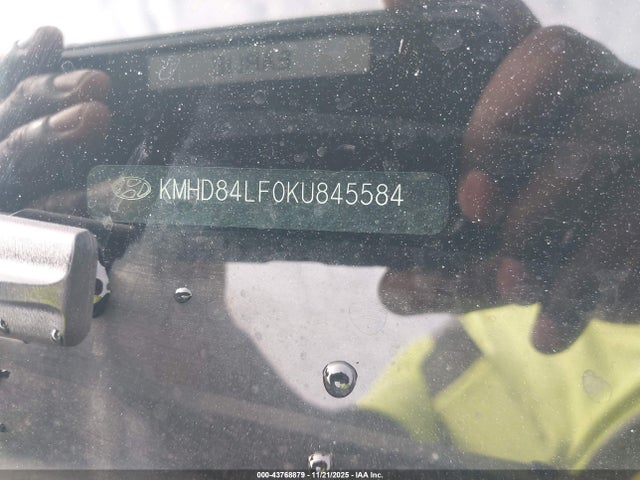 KMHD84LF0KU845584
000-43768879 - 11/21/2025 - IAA Inc.